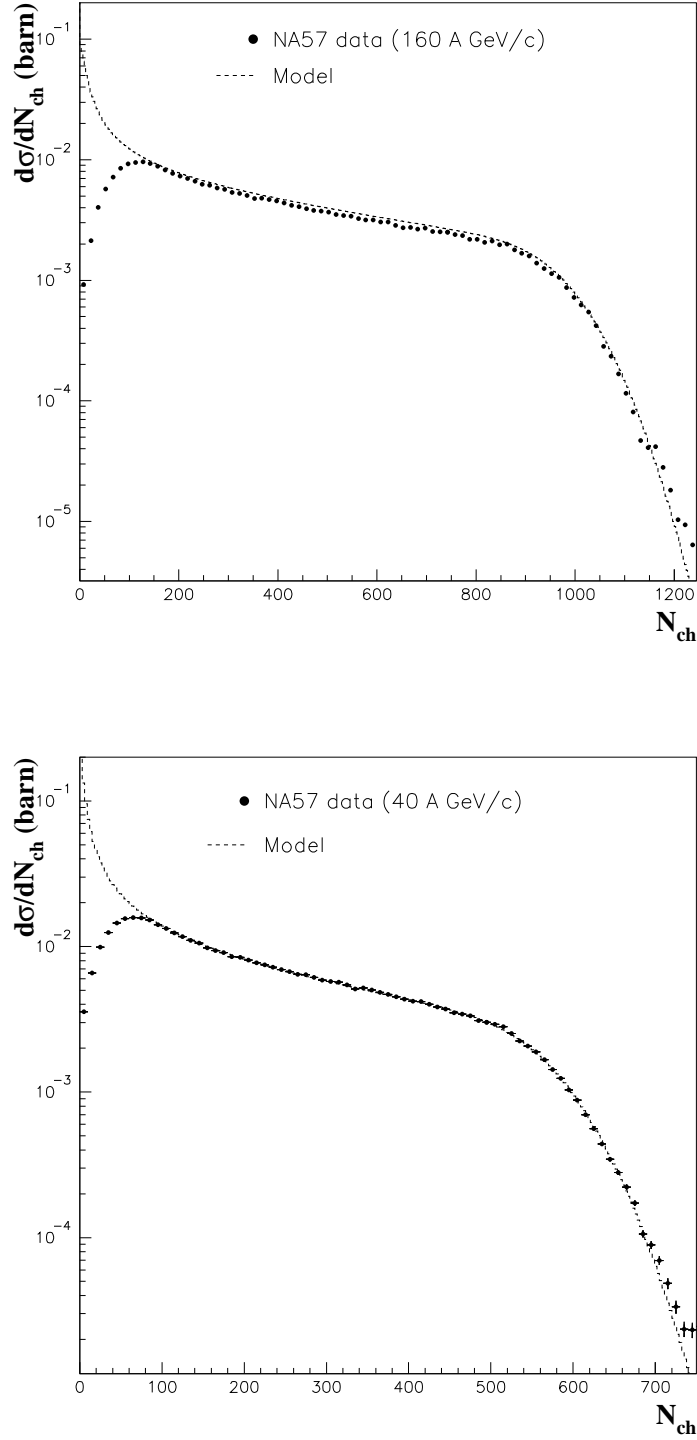 dσ/dN_ch (barn)
10^-1
10^-2
10^-3
10^-4
10^-5
NA57 data (160 A GeV/c)
Model
0 200 400 600 800 1000 1200
N_ch
dσ/dN_ch (barn)
10^-1
10^-2
10^-3
10^-4
NA57 data (40 A GeV/c)
Model
0 100 200 300 400 500 600 700
N_ch